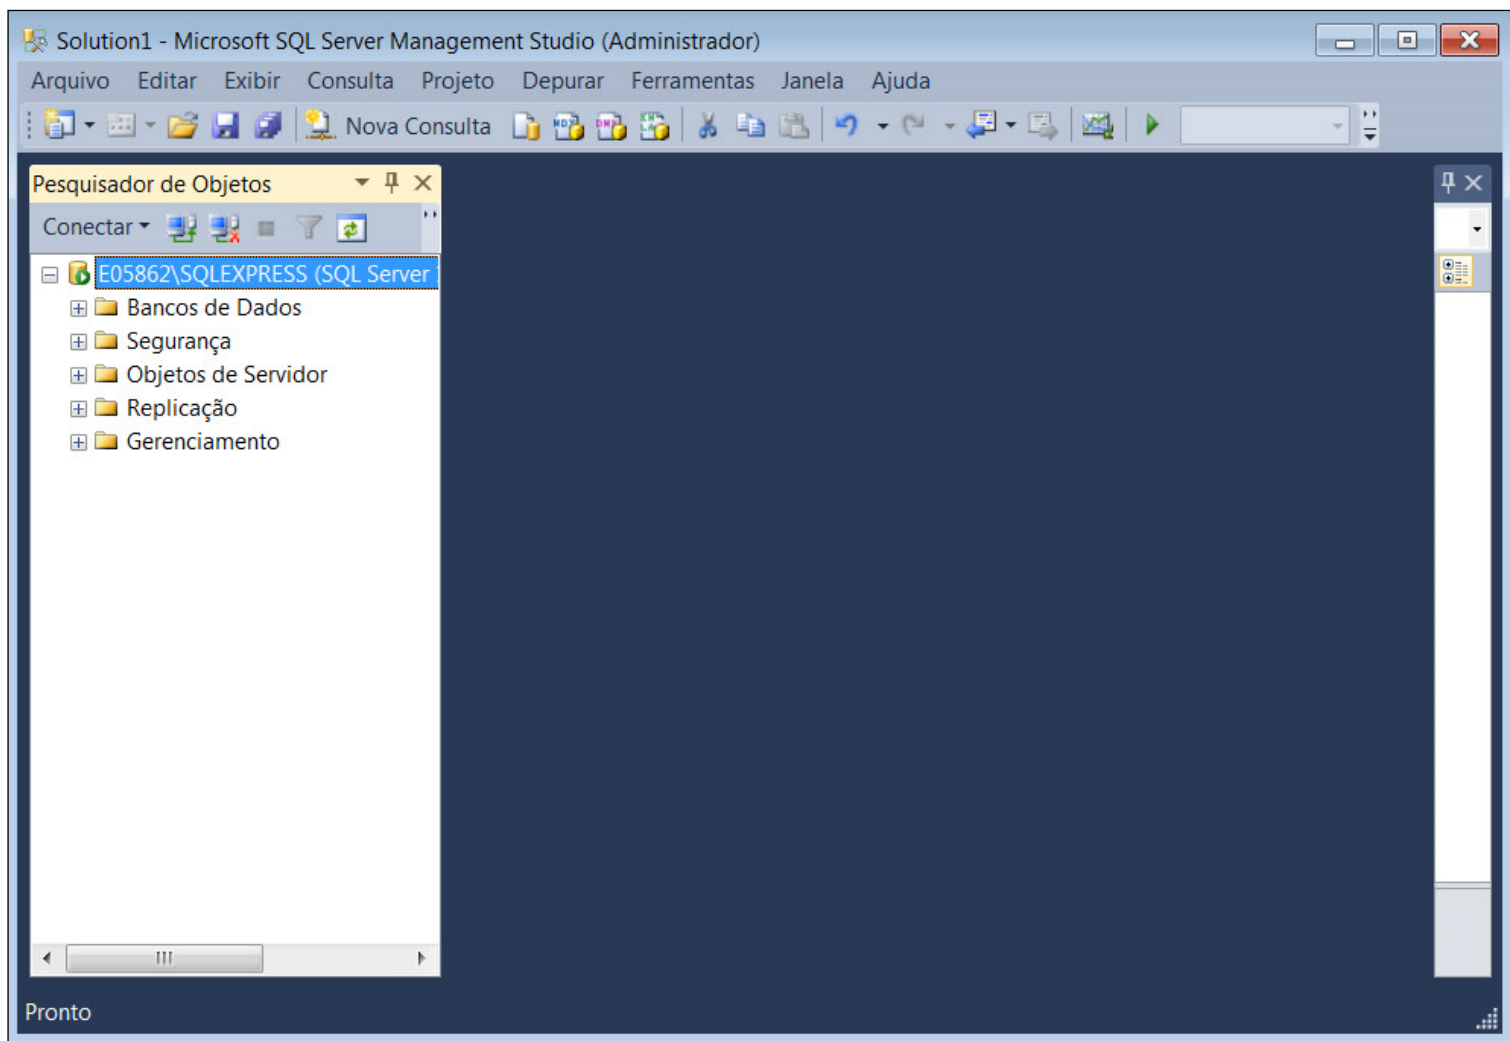 Solution1 - Microsoft SQL Server Management Studio (Administrador)
Arquivo Editar Exibir Consulta Projeto Depurar Ferramentas Janela Ajuda
Nova Consulta
Pesquisador de Objetos
Conectar
E05862\SQLEXPRESS (SQL Server
Bancos de Dados
Segurança
Objetos de Servidor
Replicação
Gerenciamento
Pronto